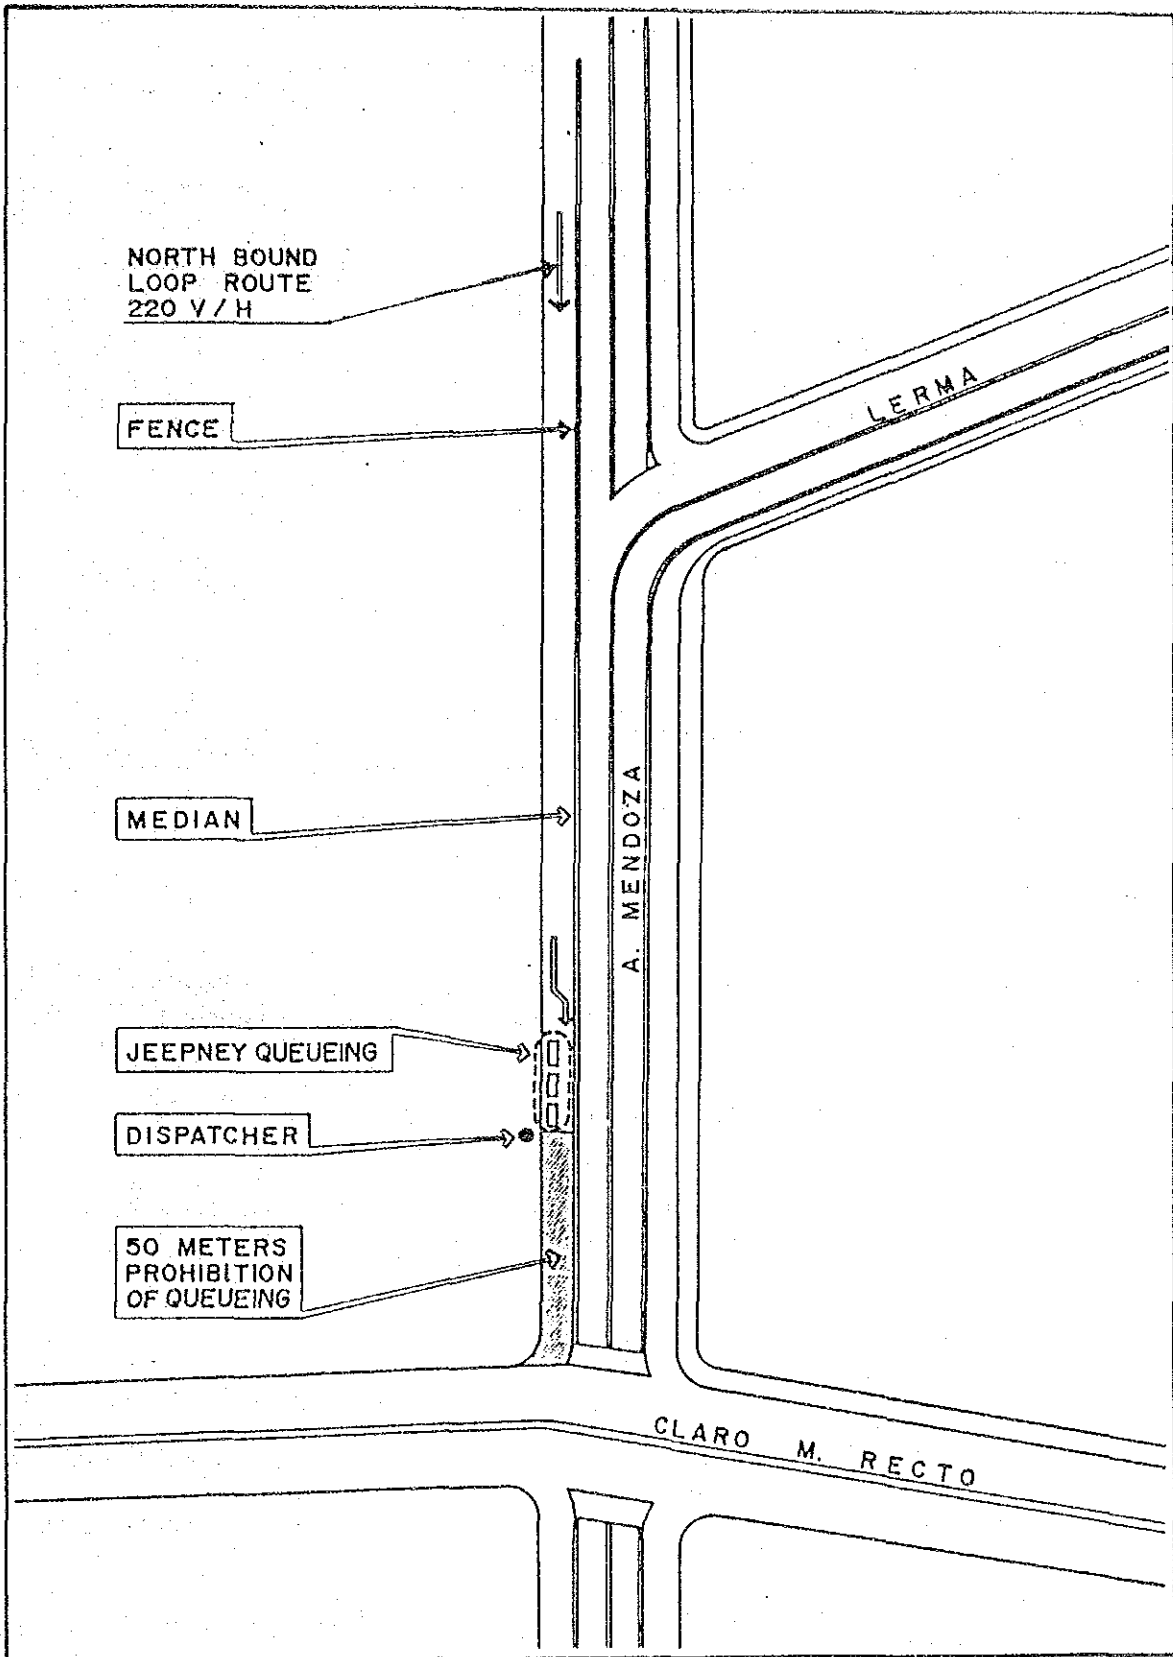 NORTH BOUND
LOOP ROUTE
220 V/H
FENCE
LERMA
MEDIAN
A. MENDOZA
JEEPNEY QUEUEING
DISPATCHER
50 METERS
PROHIBITION
OF QUEUEING
CLARO M. RECTO